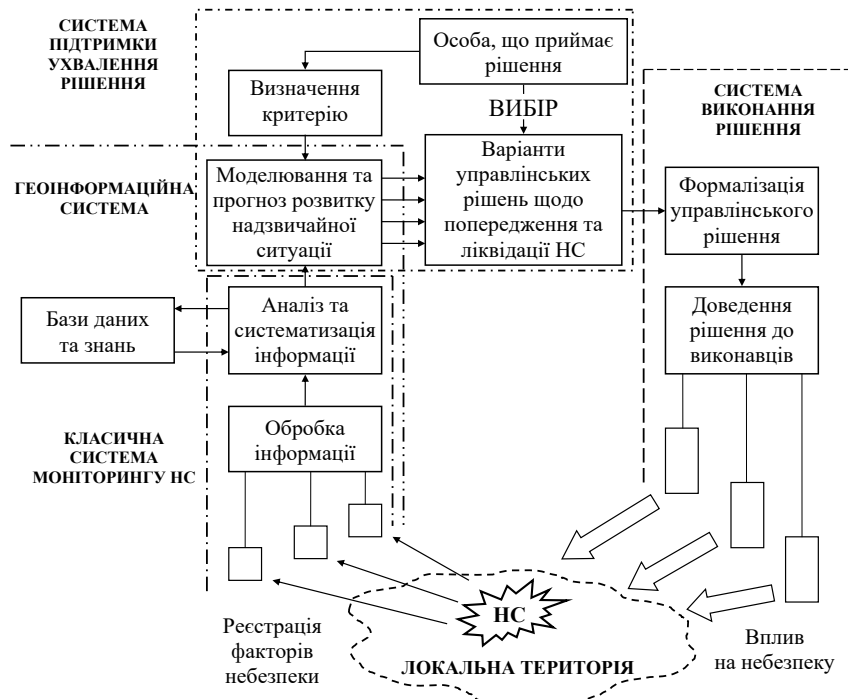 СИСТЕМА
ПІДТРИМКИ
УХВАЛЕННЯ
РІШЕННЯ
Особа, що приймає
рішення
Визначення
критерію
ВИБІР
СИСТЕМА
ВИКОНАННЯ
РІШЕННЯ
ГЕОІНФОРМАЦІЙНА
СИСТЕМА
Моделювання та
прогноз розвитку
надзвичайної
ситуації
Варіанти
управлінських
рішень щодо
попередження та
ліквідації НС
Формалізація
управлінського
рішення
Бази даних
та знань
Аналіз та
систематизація
інформації
Доведення
рішення до
виконавців
КЛАСИЧНА
СИСТЕМА
МОНІТОРИНГУ НС
Обробка
інформації
НС
Реєстрація
факторів
небезпеки
ЛОКАЛЬНА ТЕРИТОРІЯ
Вплив
на небезпеку